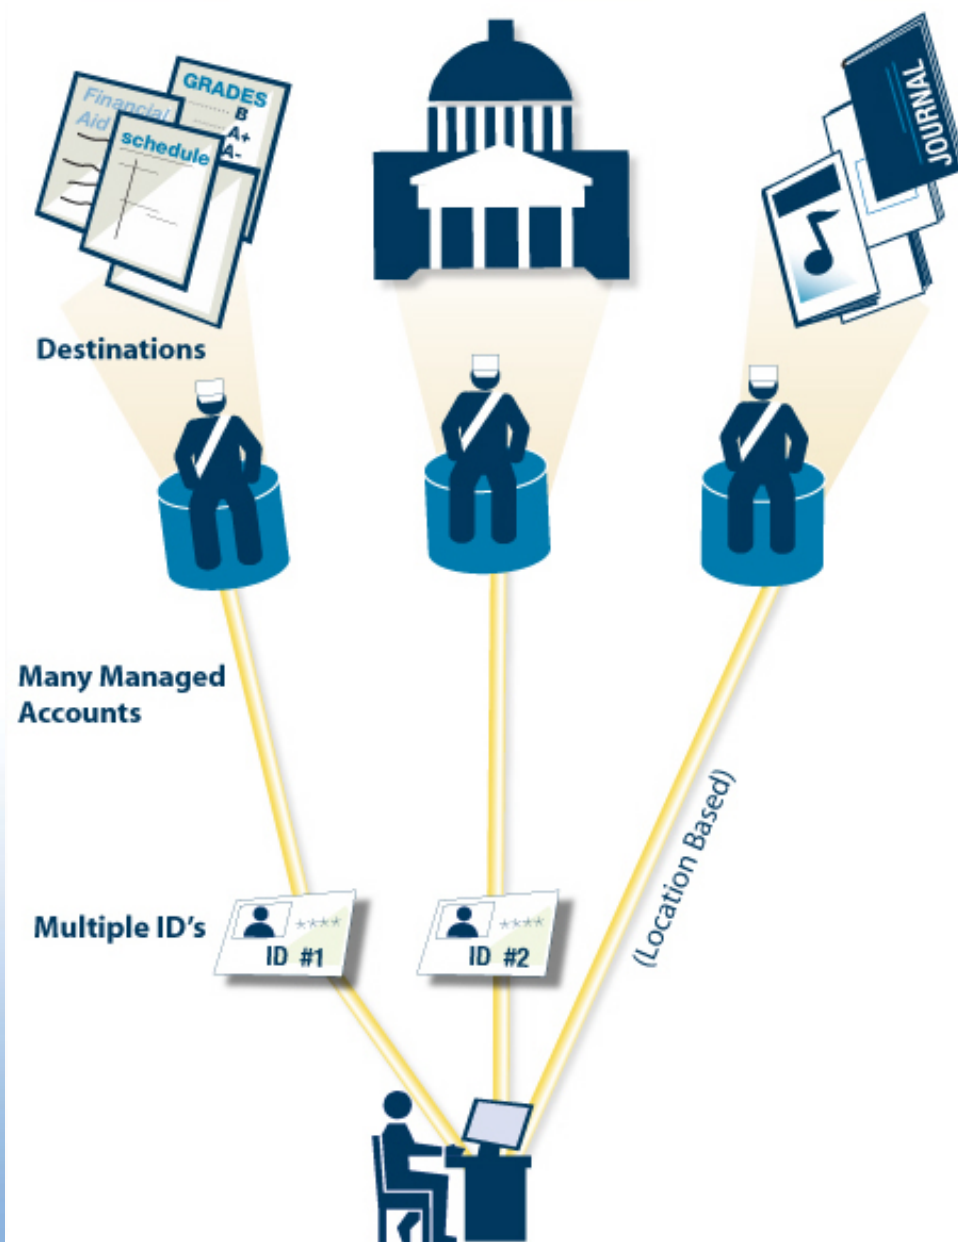 GRADES
B
A+
A-
Financial
Aid
schedule
JOURNAL
Destinations
Many Managed
Accounts
(Location Based)
Multiple ID's
****
ID #1
****
ID #2